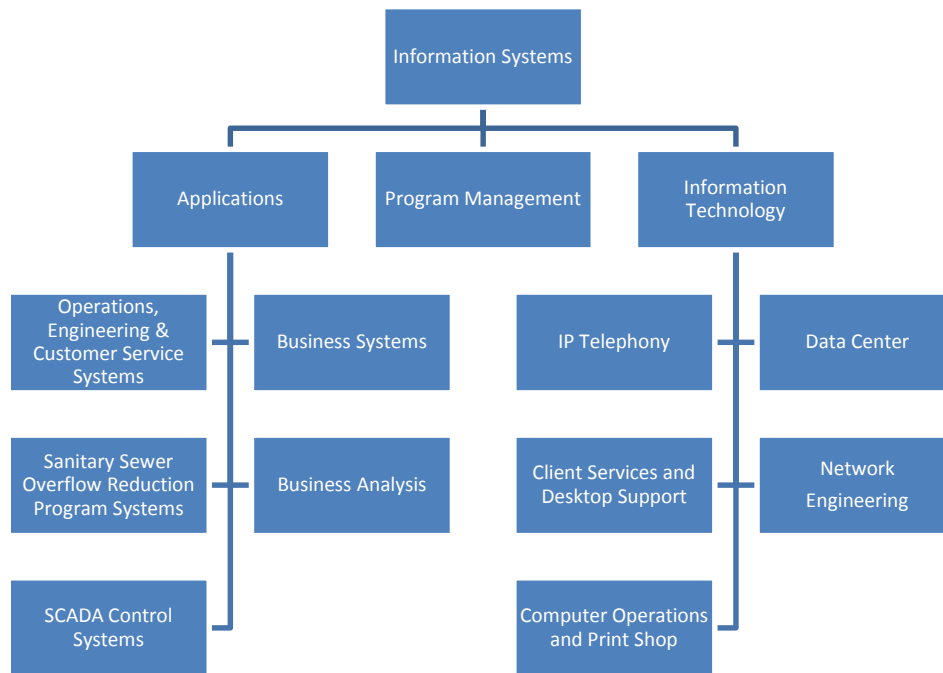 Information Systems
Applications
Program Management
Information
Technology
Operations,
Engineering &
Customer Service
Systems
Business Systems
IP Telephony
Data Center
Sanitary Sewer
Overflow Reduction
Program Systems
Business Analysis
Client Services and
Desktop Support
Network
Engineering
SCADA Control
Systems
Computer Operations
and Print Shop